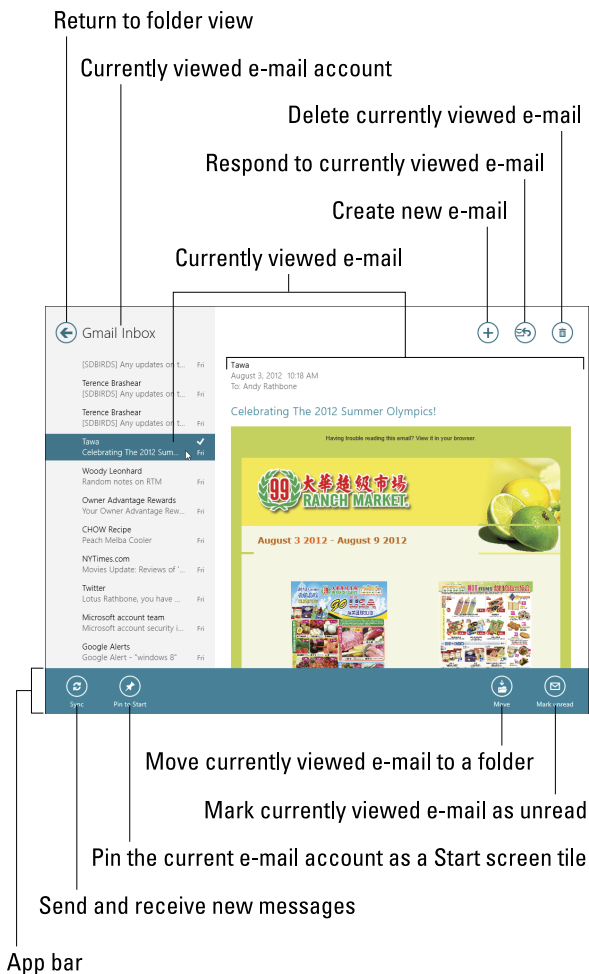 Return to folder view
Currently viewed e-mail account
Delete currently viewed e-mail
Respond to currently viewed e-mail
Create new e-mail
Currently viewed e-mail
Gmail Inbox
[SDBIRDS] Any updates on t... Fri
Terence Brashear
[SDBIRDS] Any updates on t... Fri
Terence Brashear
[SDBIRDS] Any updates on t... Fri
Tawa
Celebrating The 2012 Sum... Fri
Woody Leonhard
Random notes on RTM Fri
Owner Advantage Rewards
Your Owner Advantage Rew... Fri
CHOW Recipe
Peach Melba Cooler Fri
NYTimes.com
Movies Update: Reviews of '... Fri
Twitter
Lotus Rathbone, you have ... Fri
Microsoft account team
Microsoft account security i... Fri
Google Alerts
Google Alert - "windows 8" Fri
Tawa
August 3, 2012 10:18 AM
To: Andy Rathbone
Celebrating The 2012 Summer Olympics!
Having trouble reading this email? View it in your browser.
99 大華超級市場
RANCH MARKET.
August 3 2012 - August 9 2012
GO USA
Sync
Pin to Start
Move
Mark unread
Move currently viewed e-mail to a folder
Mark currently viewed e-mail as unread
Pin the current e-mail account as a Start screen tile
Send and receive new messages
App bar